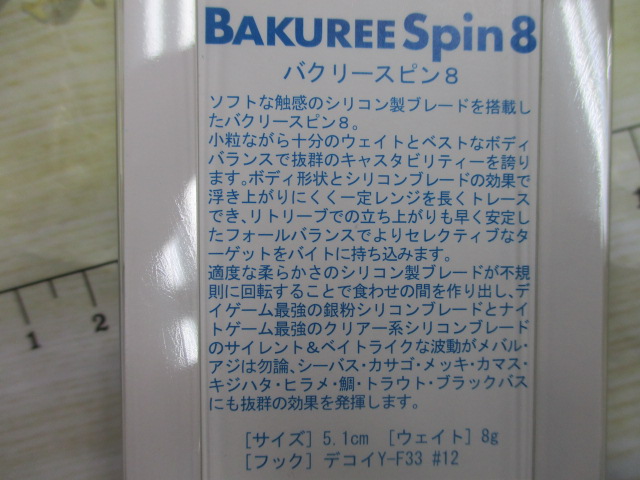 BAKUREE Spin 8
バクリースピン８
ソフトな触感のシリコン製ブレードを搭載し
たバクリースピン８。
小粒ながら十分のウェイトとベストなボディ
バランスで抜群のキャスタビリティーを誇り
ます。ボディ形状とシリコンブレードの効果で
浮き上がりにくく一定レンジを長くトレース
でき、リトリーブでの立ち上がりも早く安定し
たフォールバランスでよりセレクティブなタ
ーゲットをバイトに持ち込みます。
適度な柔らかさのシリコン製ブレードが不規
則に回転することで食わせの間を作り出し、デ
イゲーム最強の銀粉シリコンブレードとナイ
トゲーム最強のクリアー系シリコンブレード
のサイレント＆ベイトライクな波動がメバル・
アジは勿論、シーバス・カサゴ・メッキ・カマス・
キジハタ・ヒラメ・鯛・トラウト・ブラックバス
にも抜群の効果を発揮します。
1 2
[サイズ] 5.1cm [ウェイト] 8g
[フック] デコイY-F33 #12